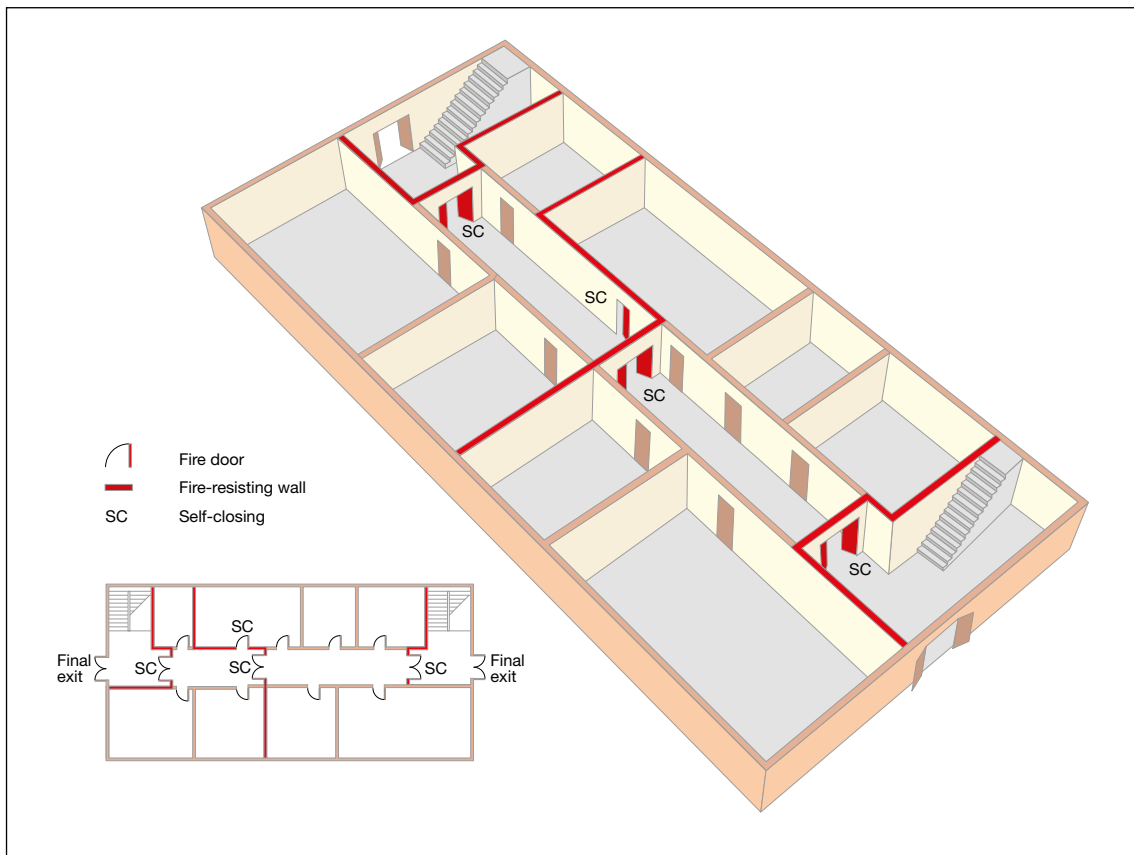 SC
SC
SC
Fire door
Fire-resisting wall
SC Self-closing
SC
SC
Final
exit
SC
SC
SC
Final
exit